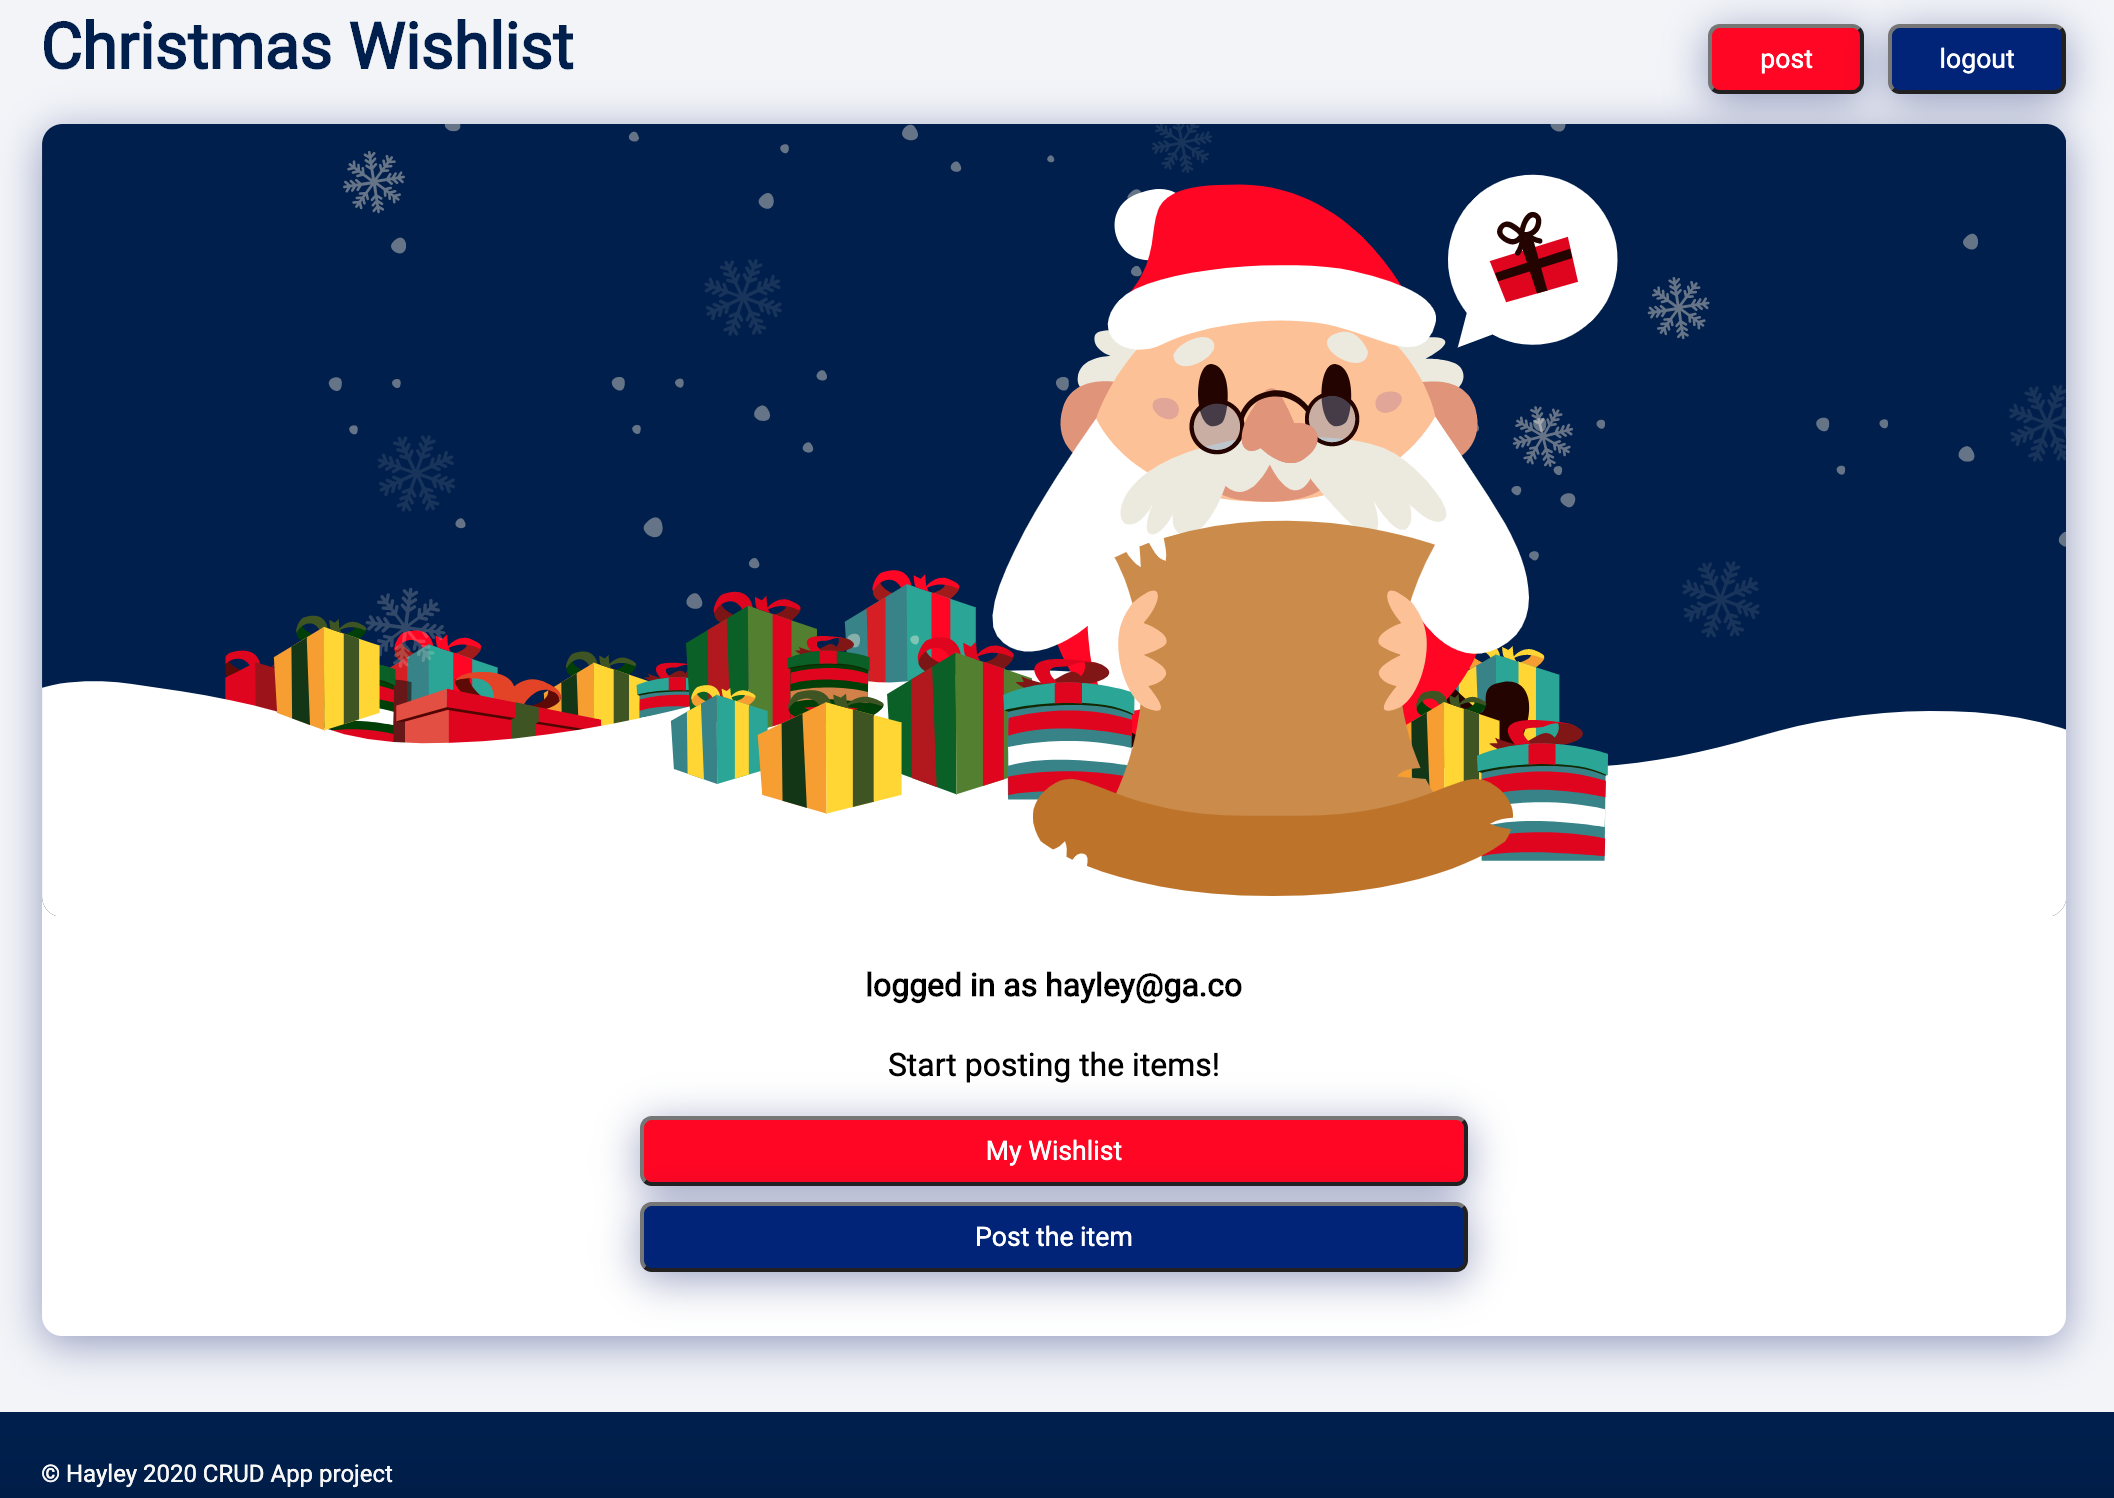 Christmas Wishlist
post
logout
logged in as hayley@ga.co
Start posting the items!
My Wishlist
Post the item
© Hayley 2020 CRUD App project